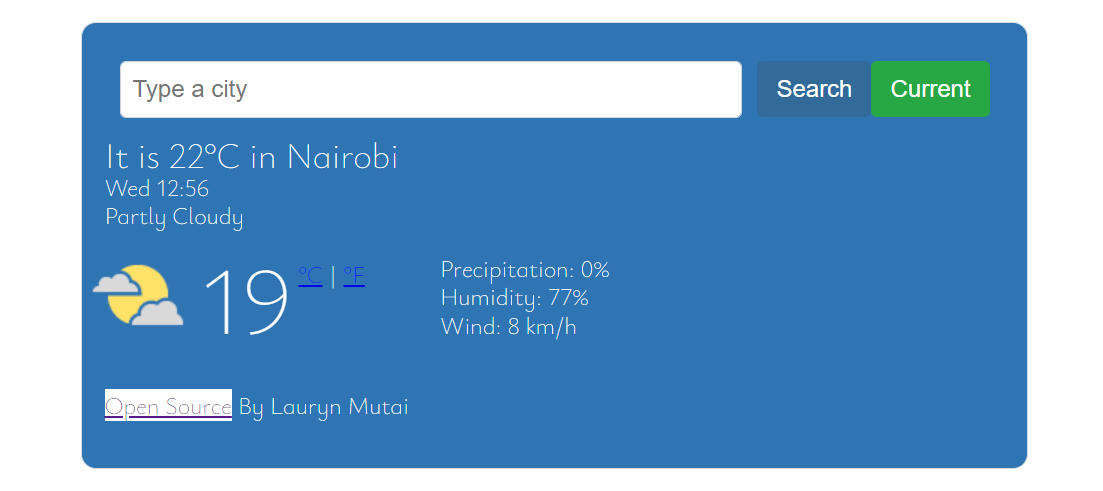 Type a city
Search
Current
It is 22°C in Nairobi
Wed 12:56
Partly Cloudy
19 °C | °F
Precipitation: 0%
Humidity: 77%
Wind: 8 km/h
Open Source By Lauryn Mutai